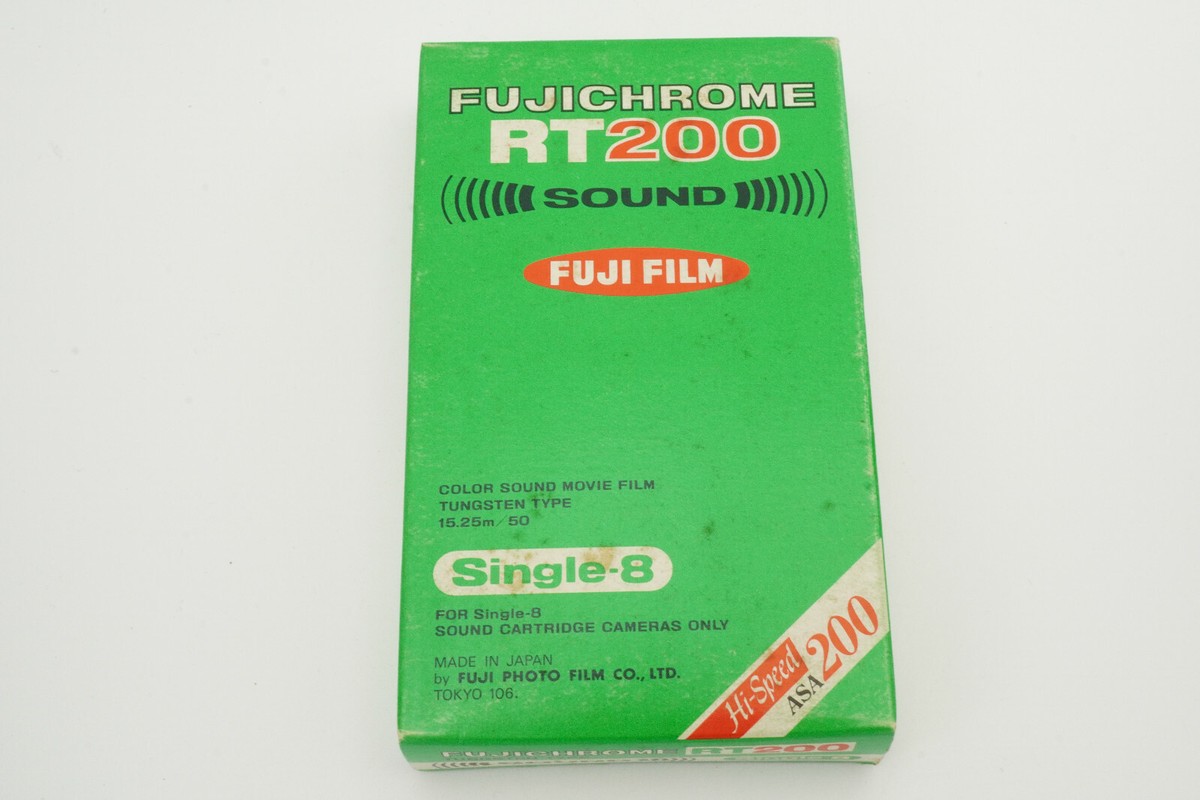 FUJICHROME
RT200
SOUND
FUJI FILM
COLOR SOUND MOVIE FILM
TUNGSTEN TYPE
15.25m/50
Single-8
FOR Single-8
SOUND CARTRIDGE CAMERAS ONLY
MADE IN JAPAN
by FUJI PHOTO FILM CO., LTD.
TOKYO 106.
Hi-Speed
ASA 200
FUJICHROME RT200